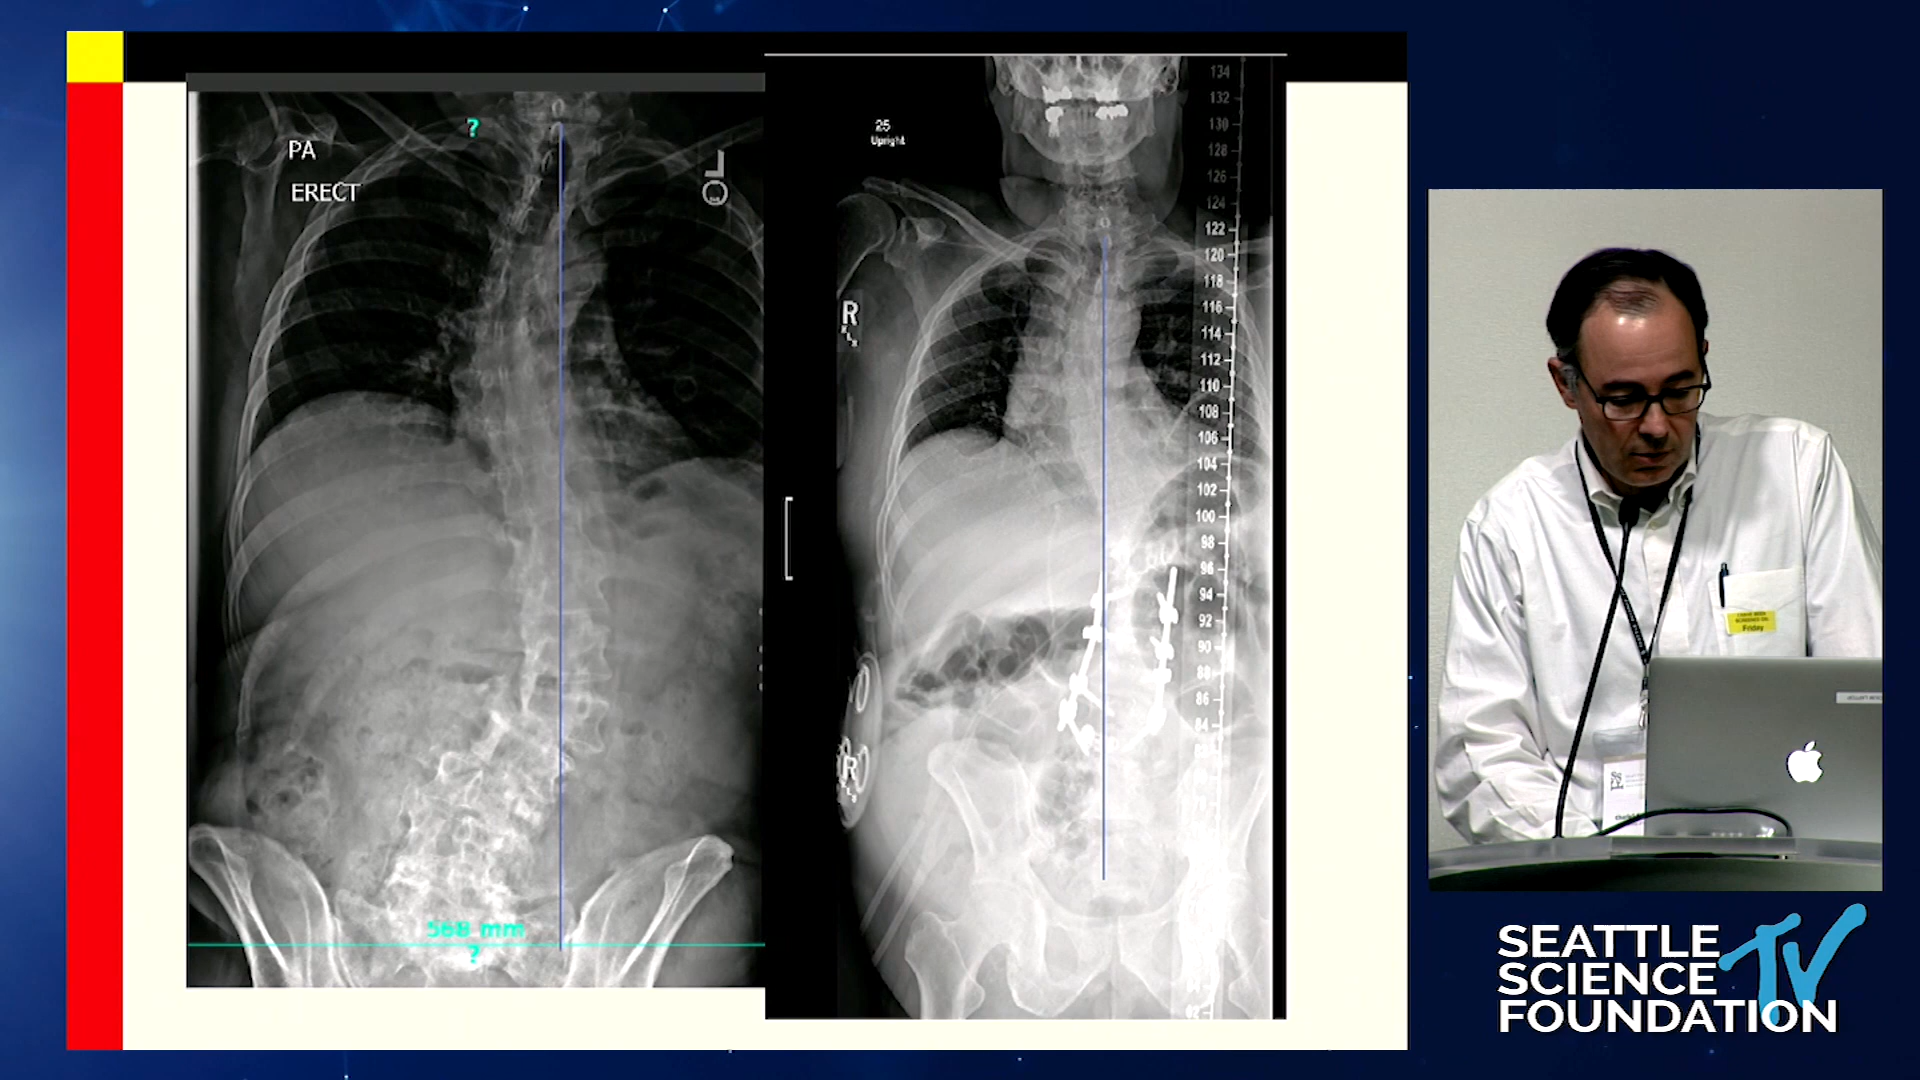 PA
ERECT
?
L
568 mm
?
25
Upright
R
R
134
132
130
128
126
124
122
120
118
116
114
112
110
108
106
104
102
100
98
96
94
92
90
88
86
84
Friday
SEATTLE
SCIENCE TV
FOUNDATION